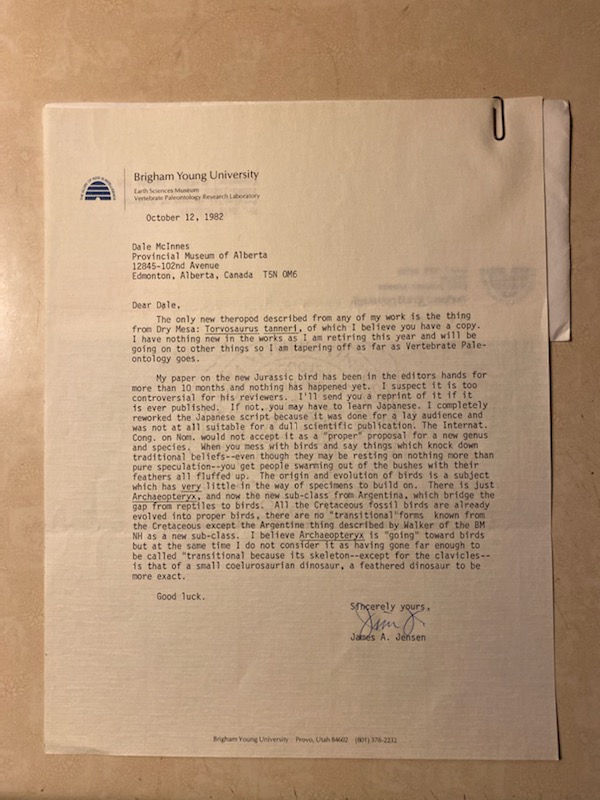 Brigham Young University
Earth Sciences Museum
Vertebrate Paleontology Research Laboratory
October 12, 1982
Dale McInnes
Provincial Museum of Alberta
12845-102nd Avenue
Edmonton, Alberta, Canada T5N 0M6
Dear Dale,
The only new theropod described from any of my work is the thing
from Dry Mesa: Torvosaurus tanneri, of which I believe you have a copy.
I have nothing new in the works as I am retiring this year and will be
going on to other things so I am tapering off as far as Vertebrate Pale-
ontology goes.
My paper on the new Jurassic bird has been in the editors hands for
more than 10 months and nothing has happened yet. I suspect it is too
controversial for his reviewers. I'll send you a reprint of it if it
is ever published. If not, you may have to learn Japanese. I completely
reworked the Japanese script because it was done for a lay audience and
was not at all suitable for a dull scientific publication. The Internat.
Cong. on Nom. would not accept it as a "proper" proposal for a new genus
and species. When you mess with birds and say things which knock down
traditional beliefs--even though they may be resting on nothing more than
pure speculation--you get people swarming out of the bushes with their
feathers all fluffed up. The origin and evolution of birds is a subject
which has very little in the way of specimens to build on. There is just
Archaeopteryx, and now the new sub-class from Argentina, which bridge the
gap from reptiles to birds. All the Cretaceous fossil birds are already
evolved into proper birds, there are no "transitional"forms known from
the Cretaceous except the Argentine thing described by Walker of the BM
NH as a new sub-class. I believe Archaeopteryx is "going" toward birds
but at the same time I do not consider it as having gone far enough to
be called "transitional because its skeleton--except for the clavicles--
is that of a small coelurosaurian dinosaur, a feathered dinosaur to be
more exact.
Good luck.
Sincerely yours,
Jim J.
James A. Jensen
Brigham Young University Provo, Utah 84602 (801) 378-2232